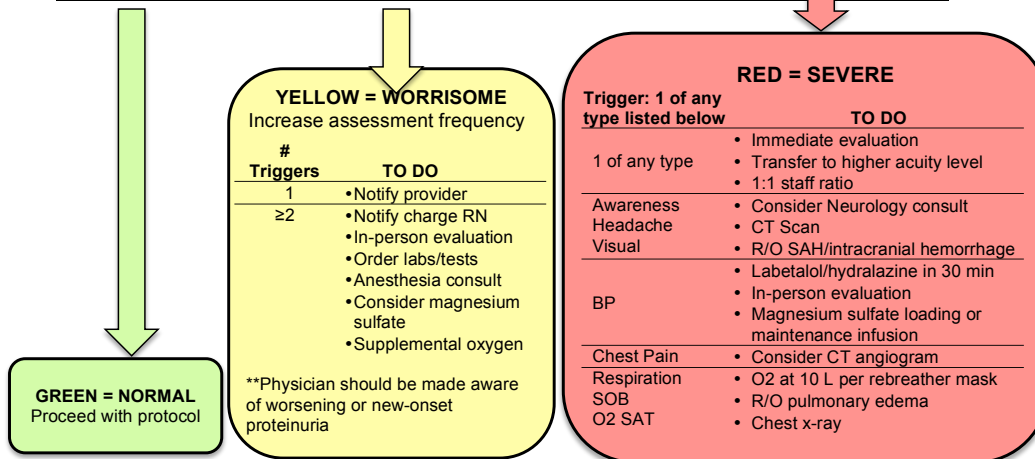 YELLOW = WORRISOME
Increase assessment frequency
#
Triggers TO DO
1 •Notify provider
≥2 •Notify charge RN
•In-person evaluation
•Order labs/tests
•Anesthesia consult
•Consider magnesium
sulfate
•Supplemental oxygen
**Physician should be made aware
of worsening or new-onset
proteinuria
GREEN = NORMAL
Proceed with protocol
RED = SEVERE
Trigger: 1 of any
type listed below TO DO
1 of any type
• Immediate evaluation
• Transfer to higher acuity level
• 1:1 staff ratio
Awareness • Consider Neurology consult
Headache • CT Scan
Visual • R/O SAH/intracranial hemorrhage
BP
• Labetalol/hydralazine in 30 min
• In-person evaluation
• Magnesium sulfate loading or
maintenance infusion
Chest Pain • Consider CT angiogram
Respiration • O2 at 10 L per rebreather mask
SOB • R/O pulmonary edema
O2 SAT • Chest x-ray